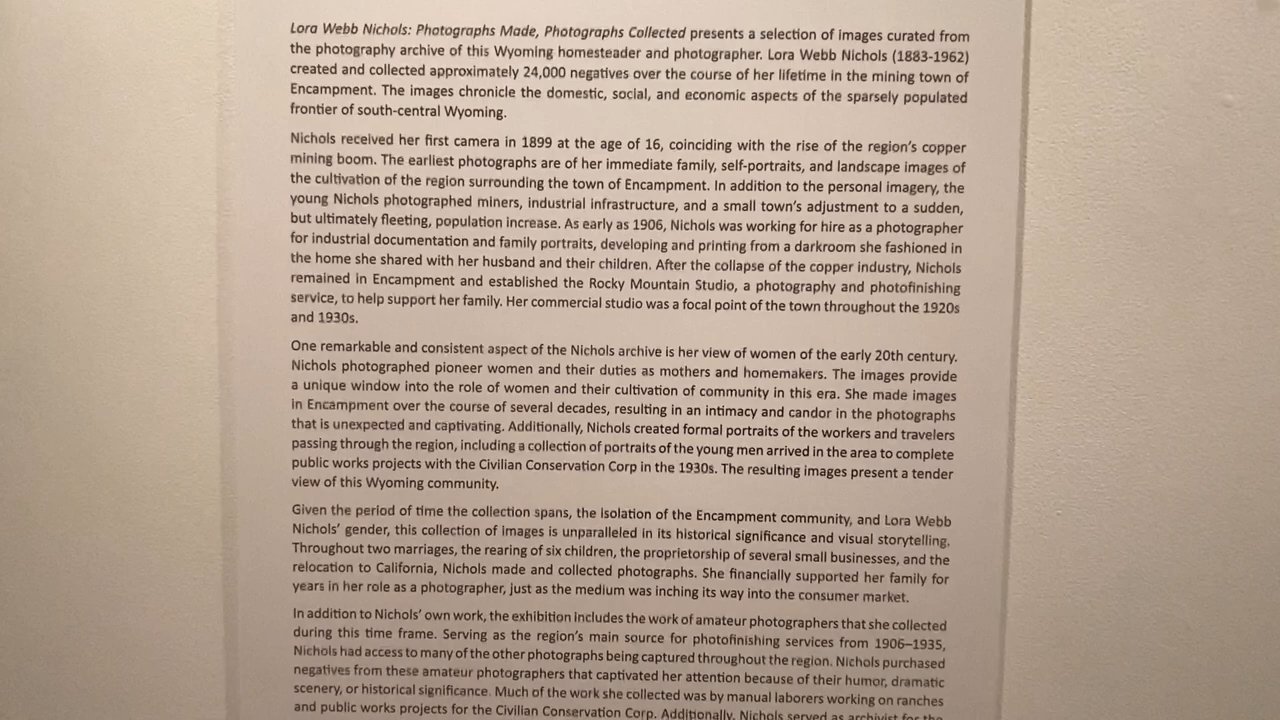 Lora Webb Nichols: Photographs Made, Photographs Collected presents a selection of images curated from
the photography archive of this Wyoming homesteader and photographer. Lora Webb Nichols (1883-1962)
created and collected approximately 24,000 negatives over the course of her lifetime in the mining town of
Encampment. The images chronicle the domestic, social, and economic aspects of the sparsely populated
frontier of south-central Wyoming.
Nichols received her first camera in 1899 at the age of 16, coinciding with the rise of the region's copper
mining boom. The earliest photographs are of her immediate family, self-portraits, and landscape images of
the cultivation of the region surrounding the town of Encampment. In addition to the personal imagery, the
young Nichols photographed miners, industrial infrastructure, and a small town's adjustment to a sudden,
but ultimately fleeting, population increase. As early as 1906, Nichols was working for hire as a photographer
for industrial documentation and family portraits, developing and printing from a darkroom she fashioned in
the home she shared with her husband and their children. After the collapse of the copper industry, Nichols
remained in Encampment and established the Rocky Mountain Studio, a photography and photofinishing
service, to help support her family. Her commercial studio was a focal point of the town throughout the 1920s
and 1930s.
One remarkable and consistent aspect of the Nichols archive is her view of women of the early 20th century.
Nichols photographed pioneer women and their duties as mothers and homemakers. The images provide
a unique window into the role of women and their cultivation of community in this era. She made images
in Encampment over the course of several decades, resulting in an intimacy and candor in the photographs
that is unexpected and captivating. Additionally, Nichols created formal portraits of the workers and travelers
passing through the region, including a collection of portraits of the young men arrived in the area to complete
public works projects with the Civilian Conservation Corp in the 1930s. The resulting images present a tender
view of this Wyoming community.
Given the period of time the collection spans, the isolation of the Encampment community, and Lora Webb
Nichols' gender, this collection of images is unparalleled in its historical significance and visual storytelling.
Throughout two marriages, the rearing of six children, the proprietorship of several small businesses, and the
relocation to California, Nichols made and collected photographs. She financially supported her family for
years in her role as a photographer, just as the medium was inching its way into the consumer market.
In addition to Nichols' own work, the exhibition includes the work of amateur photographers that she collected
during this time frame. Serving as the region's main source for photofinishing services from 1906–1935,
Nichols had access to many of the other photographs being captured throughout the region. Nichols purchased
negatives from these amateur photographers that captivated her attention because of their humor, dramatic
scenery, or historical significance. Much of the work she collected was by manual laborers working on ranches
and public works projects for the Civilian Conservation Corp. Additionally, Nichols served as archivist for the